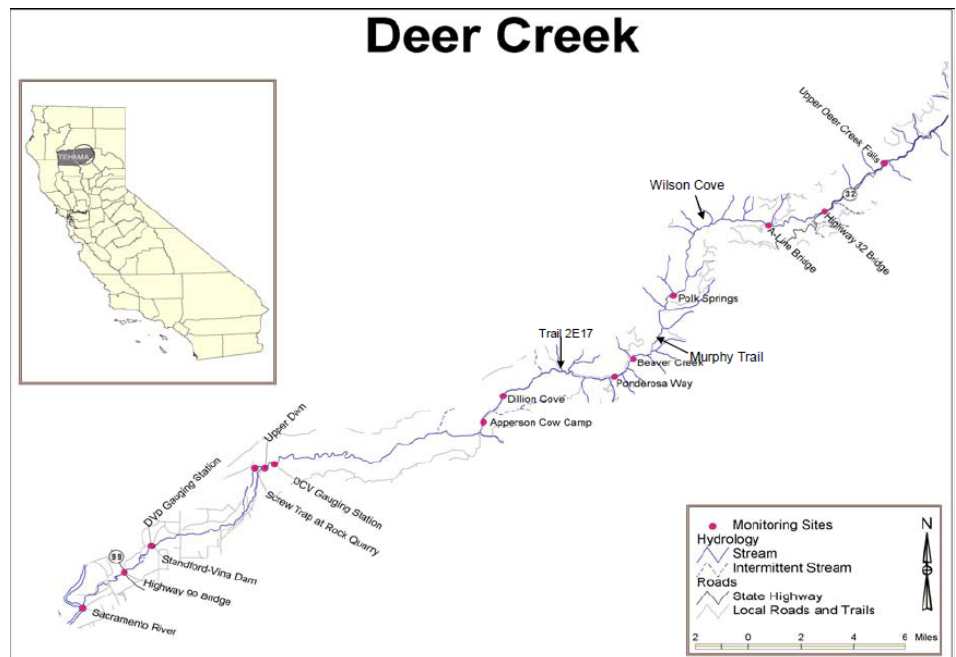 Deer Creek
TEHAMA
Upper Deer Creek Falls
Wilson Cove
32
A-Line Bridge
Highway 32 Bridge
Polk Springs
Trail 2E17
Murphy Trail
Beaver Creek
Ponderosa Way
Dillion Cove
Apperson Cow Camp
Upper Dam
DCV Gauging Station
Screw Trap at Rock Quarry
DVD Gauging Station
Standford-Vina Dam
99
Highway 99 Bridge
Sacramento River
Monitoring Sites
Hydrology
Stream
Intermittent Stream
Roads
State Highway
Local Roads and Trails
N
2 0 2 4 6 Miles